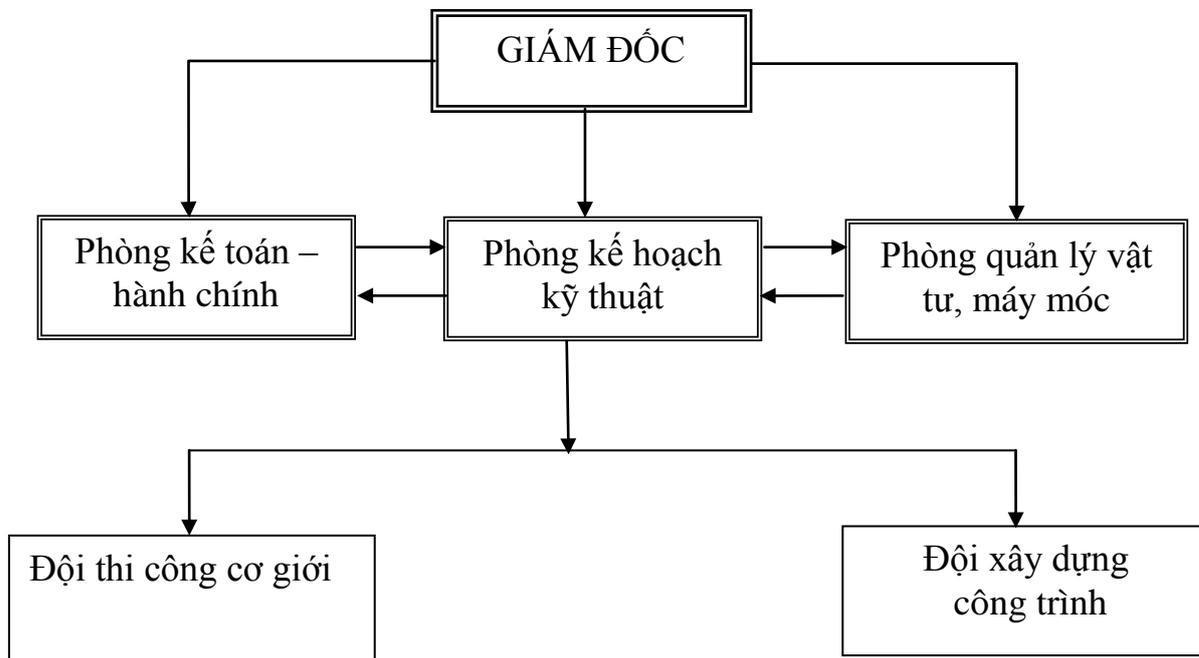 GIÁM ĐỐC
Phòng kế toán –
hành chính
Phòng kế hoạch
kỹ thuật
Phòng quản lý vật
tư, máy móc
Đội thi công cơ giới
Đội xây dựng
công trình